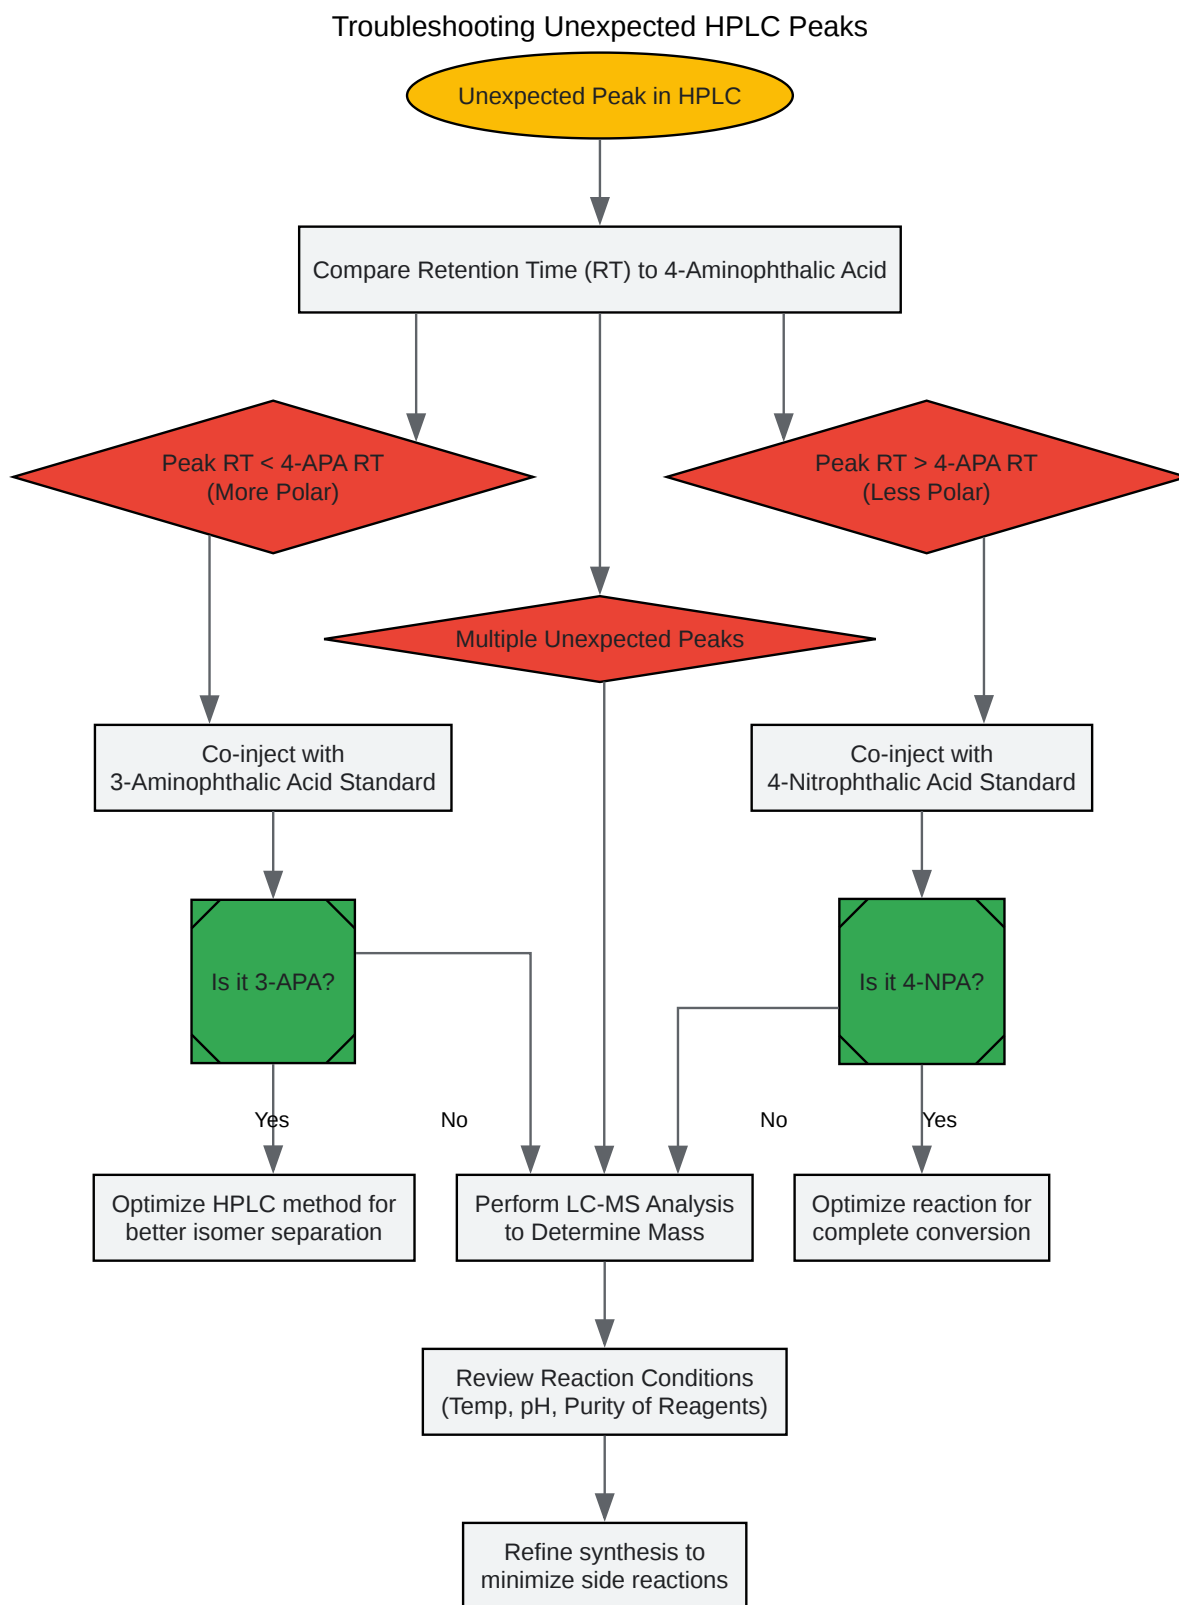 Troubleshooting Unexpected HPLC Peaks
Unexpected Peak in HPLC
Compare Retention Time (RT) to 4-Aminophthalic Acid
Peak RT < 4-APA RT
(More Polar)
Peak RT > 4-APA RT
(Less Polar)
Multiple Unexpected Peaks
Co-inject with
3-Aminophthalic Acid Standard
Co-inject with
4-Nitrophthalic Acid Standard
Is it 3-APA?
Is it 4-NPA?
Yes
No
No
Yes
Optimize HPLC method for
better isomer separation
Perform LC-MS Analysis
to Determine Mass
Optimize reaction for
complete conversion
Review Reaction Conditions
(Temp, pH, Purity of Reagents)
Refine synthesis to
minimize side reactions